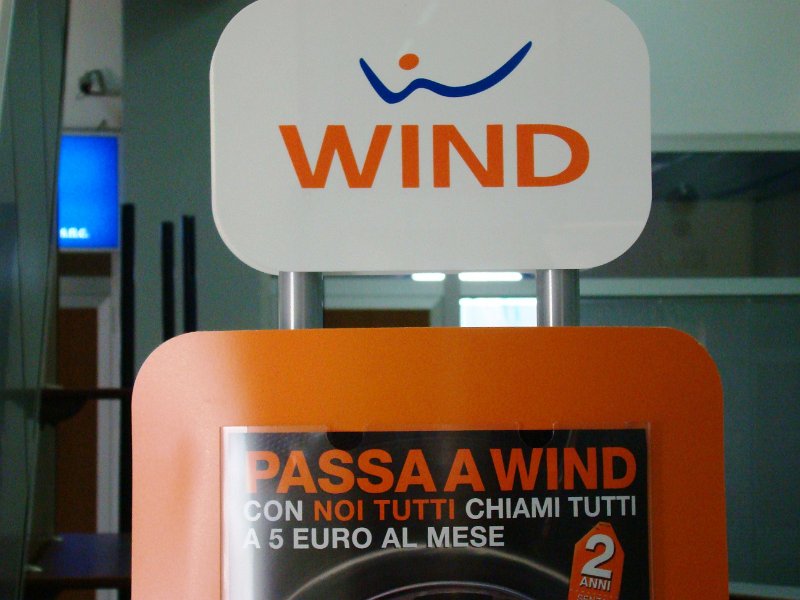 WIND
s.n.c.
PASSA A WIND
CON NOI TUTTI CHIAMI TUTTI
A 5 EURO AL MESE
2
ANNI